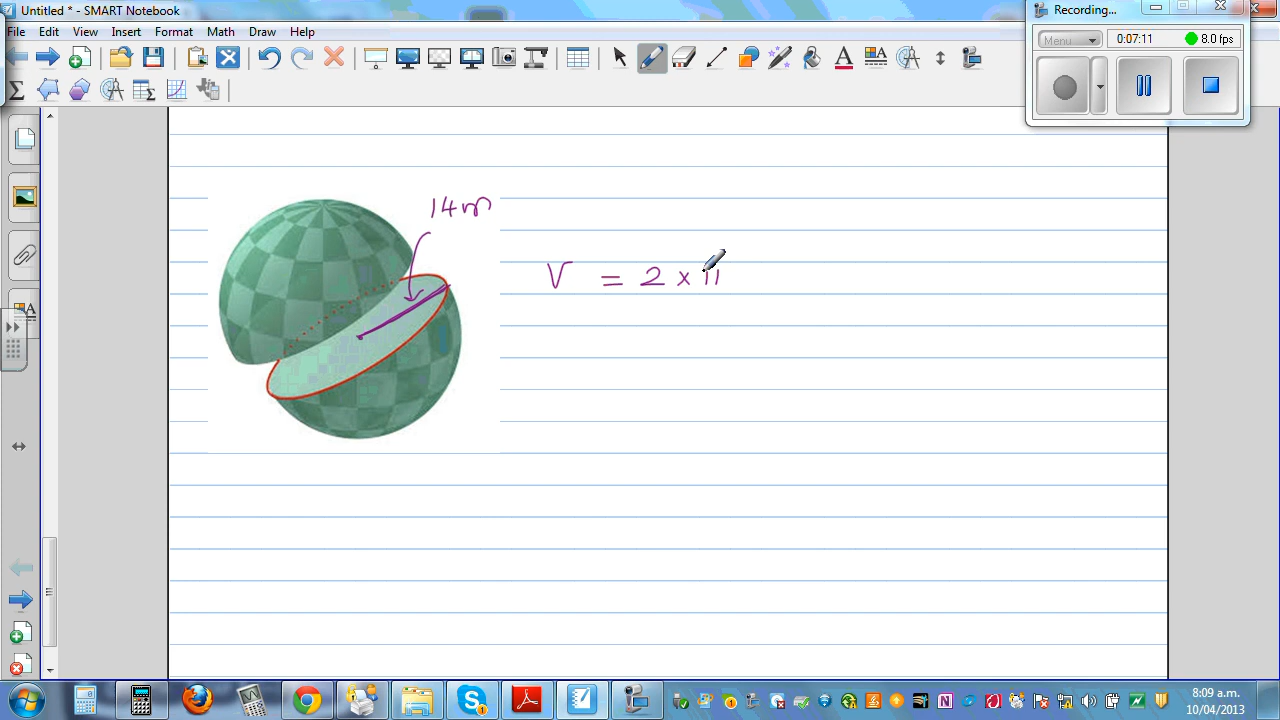 Untitled * - SMART Notebook
File Edit View Insert Format Math Draw Help
Recording...
Menu 0:07:11 8.0 fps
14m
V = 2 ×
8:09 a.m.
10/04/2013